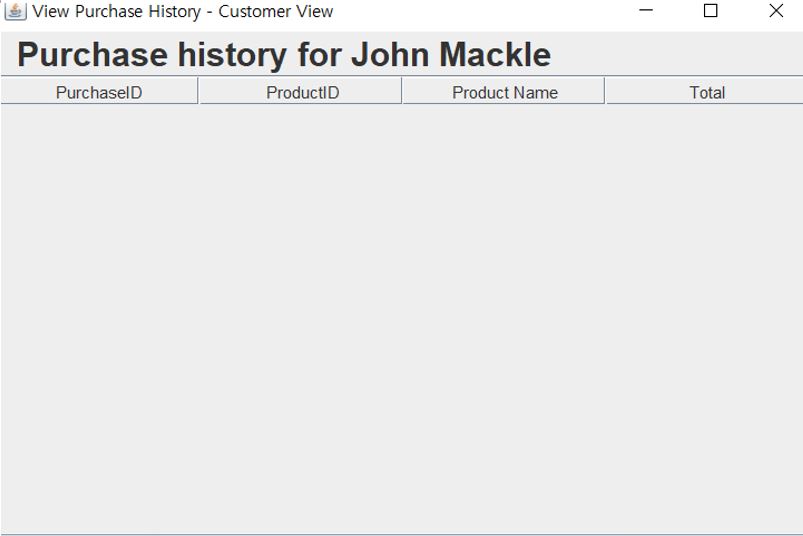 View Purchase History - Customer View
Purchase history for John Mackle
PurchaseID ProductID Product Name Total